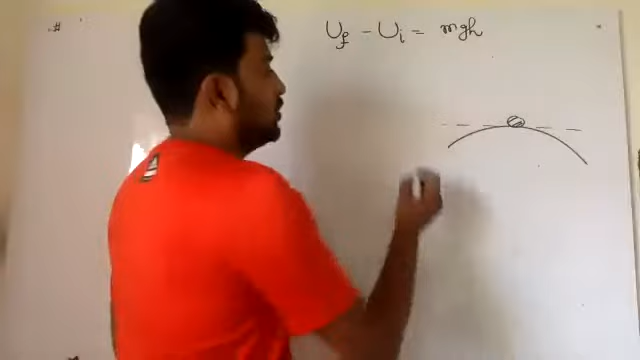 #
U_f - U_i = mgh